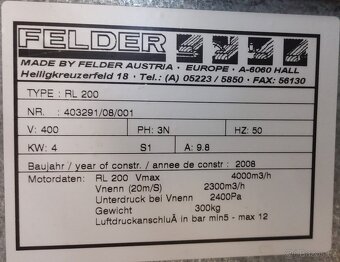 FELDER
MADE BY FELDER AUSTRIA · EUROPE · A-6060 HALL
Heiligkreuzerfeld 18 · Tel.: (A) 05223 / 5850 · FAX: 56130
TYPE : RL 200
NR. : 403291/08/001
V: 400 PH: 3N HZ: 50
KW: 4 S1 A: 9.8
Baujahr / year of constr. / annee de constr : 2008
Motordaten: RL 200 Vmax 4000m3/h
Vnenn (20m/S) 2300m3/h
Unterdruck bei Vnenn 2400Pa
Gewicht 300kg
LuftdruckanschluÂ in bar min5 - max 12